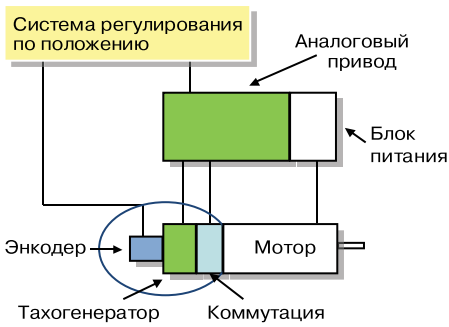 Система регулирования
по положению
Аналоговый
привод
Блок
питания
Энкодер
Мотор
Тахогенератор
Коммутация